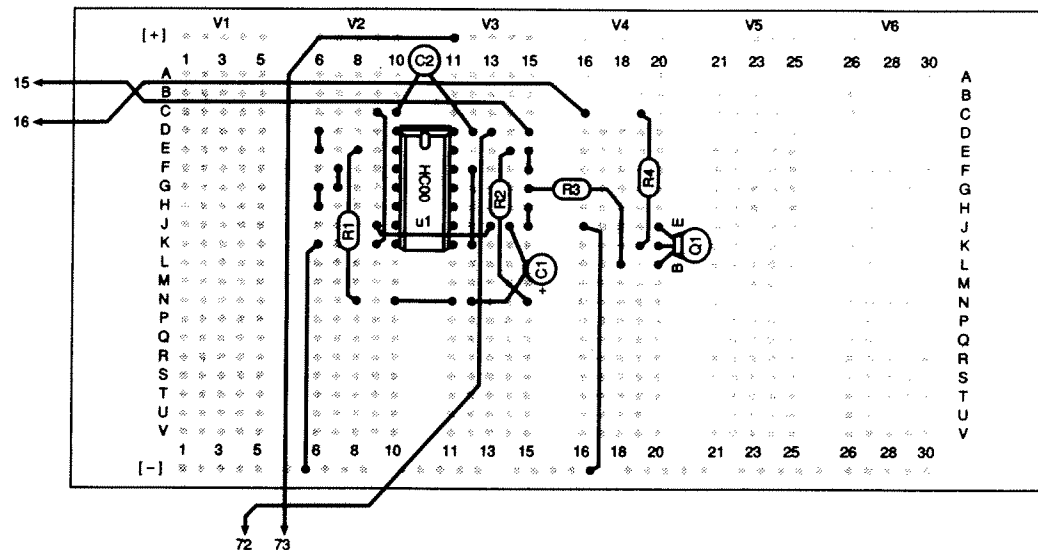 V1 V2 V3 V4 V5 V6
[+]
1 3 5 6 8 10 C2 11 13 15 16 18 20 21 23 25 26 28 30
A A
15 B B
C C
16 D D
E E
F F
G R2 R3 R4 G
H HC00 H
J E J
K R1 u1 Q1 K
L C1 B L
M + M
N N
P P
Q Q
R R
S S
T T
U U
V V
1 3 5 6 8 10 11 13 15 16 18 20 21 23 25 26 28 30
[-]
72 73